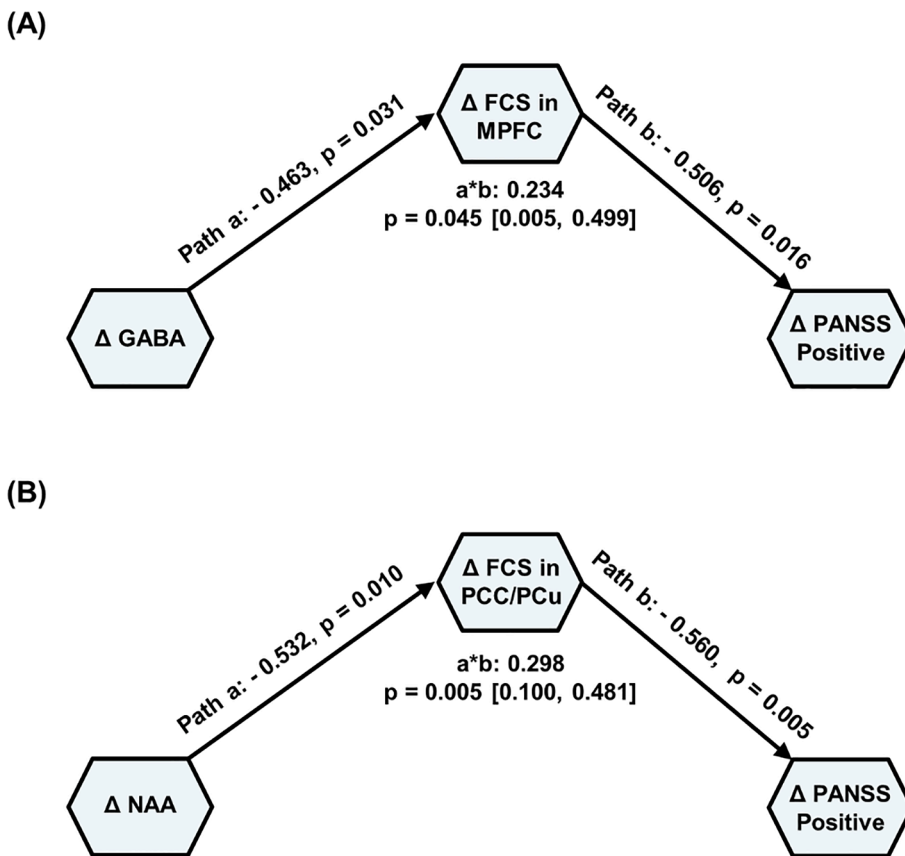 (A)
Δ FCS in
MPFC
Path a: - 0.463, p = 0.031
Path b: - 0.506, p = 0.016
a*b: 0.234
p = 0.045 [0.005, 0.499]
Δ GABA
Δ PANSS
Positive
(B)
Δ FCS in
PCC/PCu
Path a: - 0.532, p = 0.010
Path b: - 0.560, p = 0.005
a*b: 0.298
p = 0.005 [0.100, 0.481]
Δ NAA
Δ PANSS
Positive